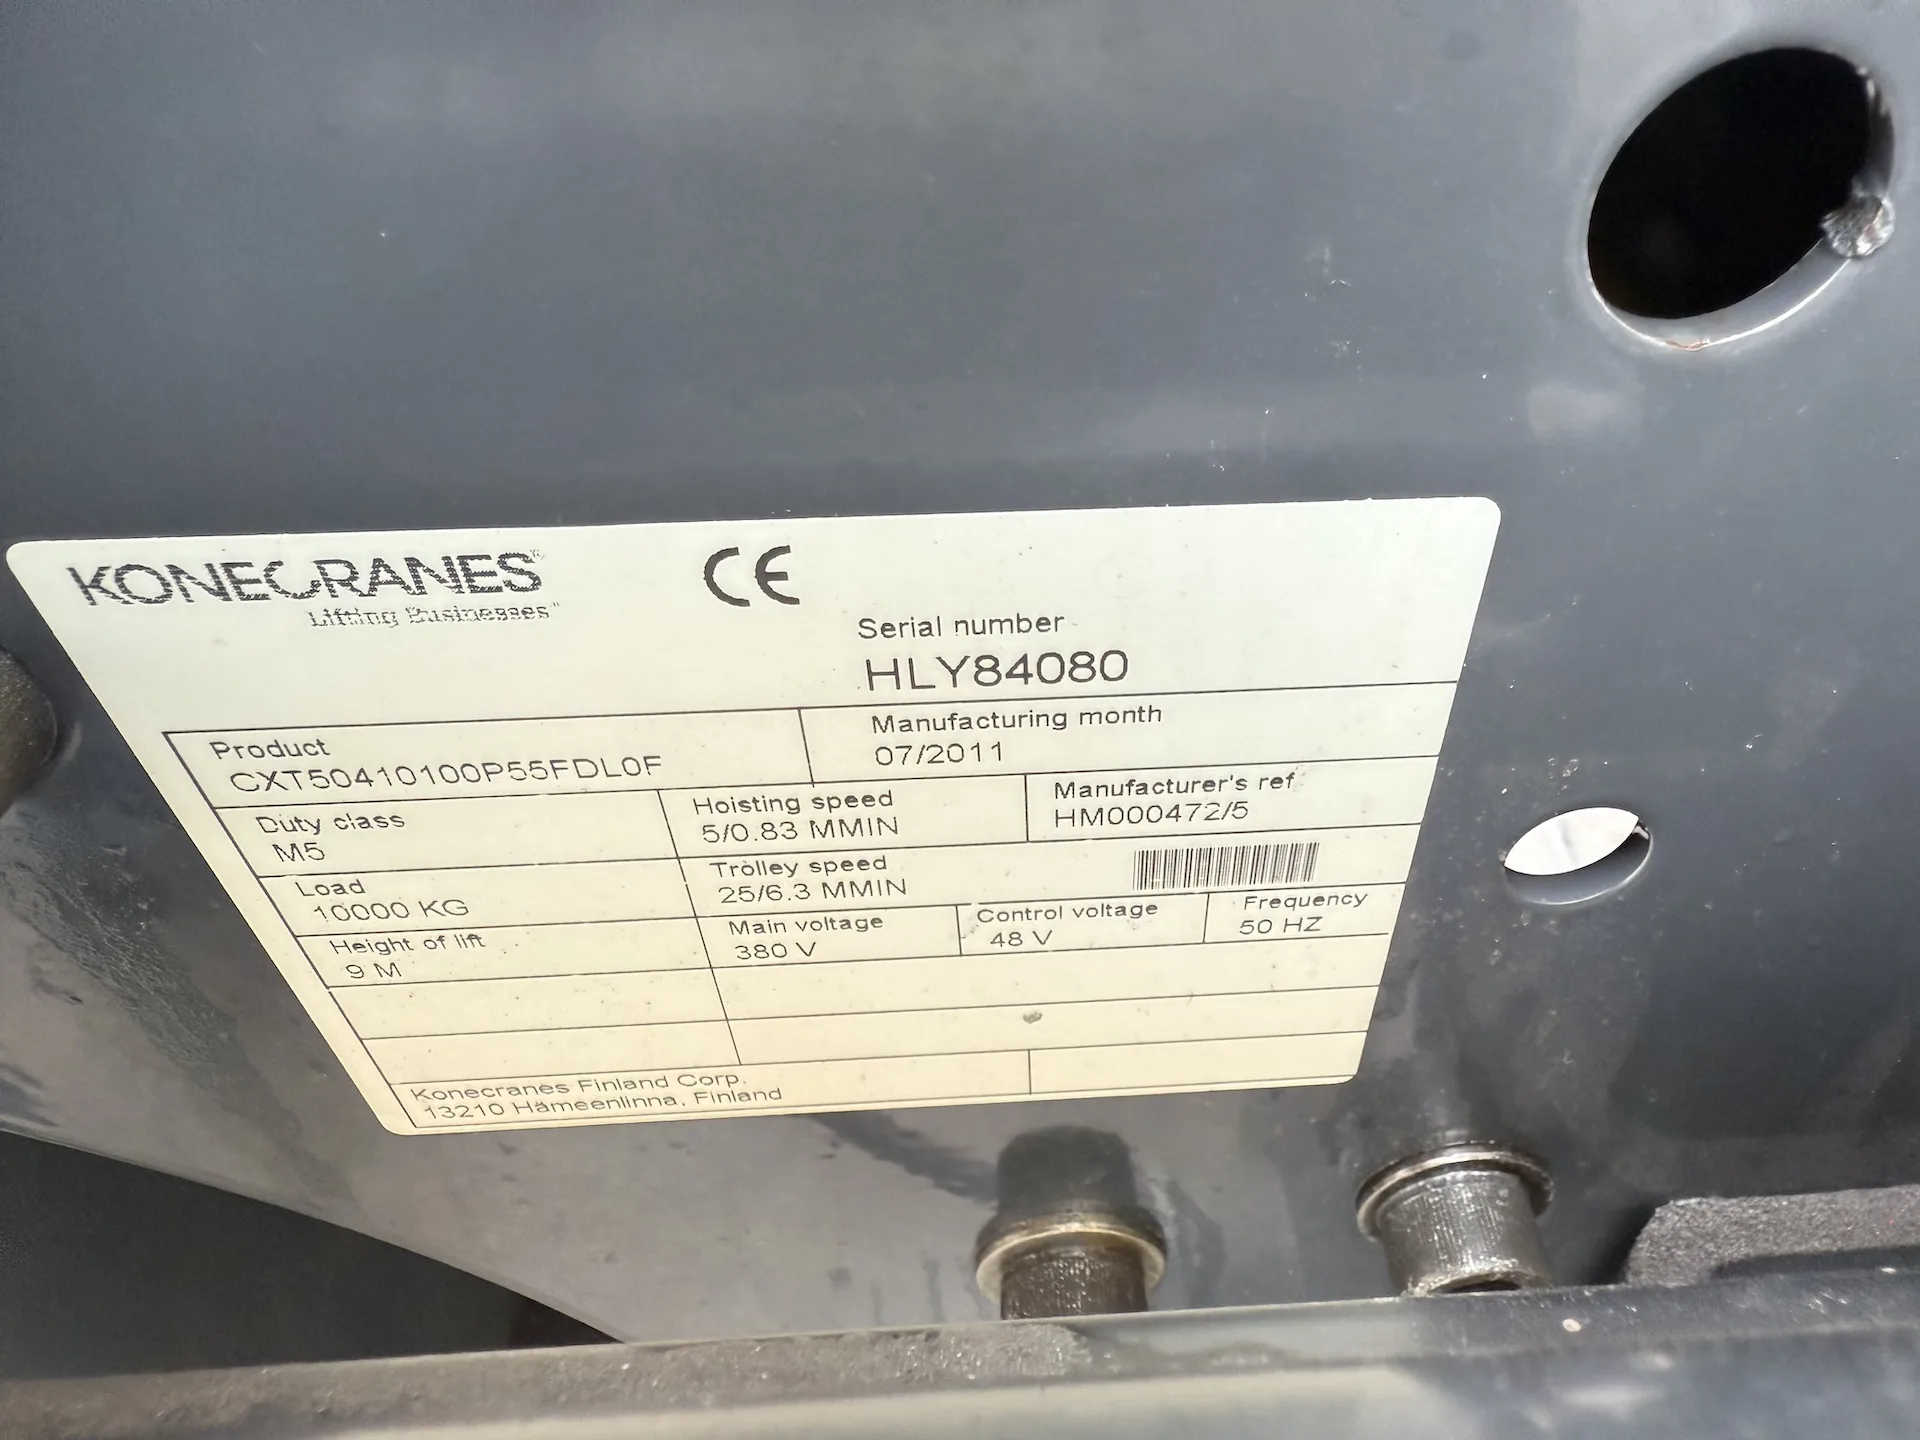 KONECRANES™
Lifting Businesses™
CE
Serial number
HLY84080
Product
CXT50410100P55FDL0F
Manufacturing month
07/2011
Duty class
M5
Hoisting speed
5/0.83 MMIN
Manufacturer's ref
HM000472/5
Load
10000 KG
Trolley speed
25/6.3 MMIN
Height of lift
9 M
Main voltage
380 V
Control voltage
48 V
Frequency
50 HZ
Konecranes Finland Corp.
13210 Hämeenlinna, Finland